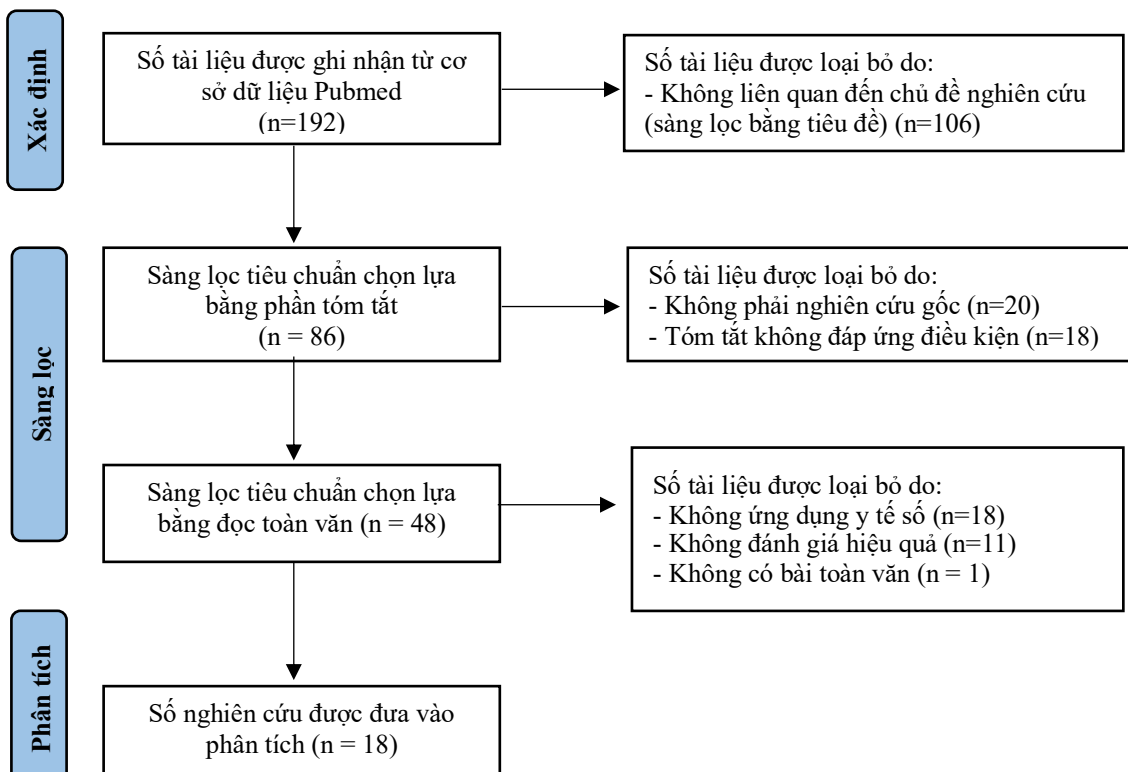 Xác định
Số tài liệu được ghi nhận từ cơ
sở dữ liệu Pubmed
(n=192)
Số tài liệu được loại bỏ do:
- Không liên quan đến chủ đề nghiên cứu
(sàng lọc bằng tiêu đề) (n=106)
Sàng lọc
Sàng lọc tiêu chuẩn chọn lựa
bằng phần tóm tắt
(n = 86)
Số tài liệu được loại bỏ do:
- Không phải nghiên cứu gốc (n=20)
- Tóm tắt không đáp ứng điều kiện (n=18)
Sàng lọc tiêu chuẩn chọn lựa
bằng đọc toàn văn (n = 48)
Số tài liệu được loại bỏ do:
- Không ứng dụng y tế số (n=18)
- Không đánh giá hiệu quả (n=11)
- Không có bài toàn văn (n = 1)
Phân tích
Số nghiên cứu được đưa vào
phân tích (n = 18)